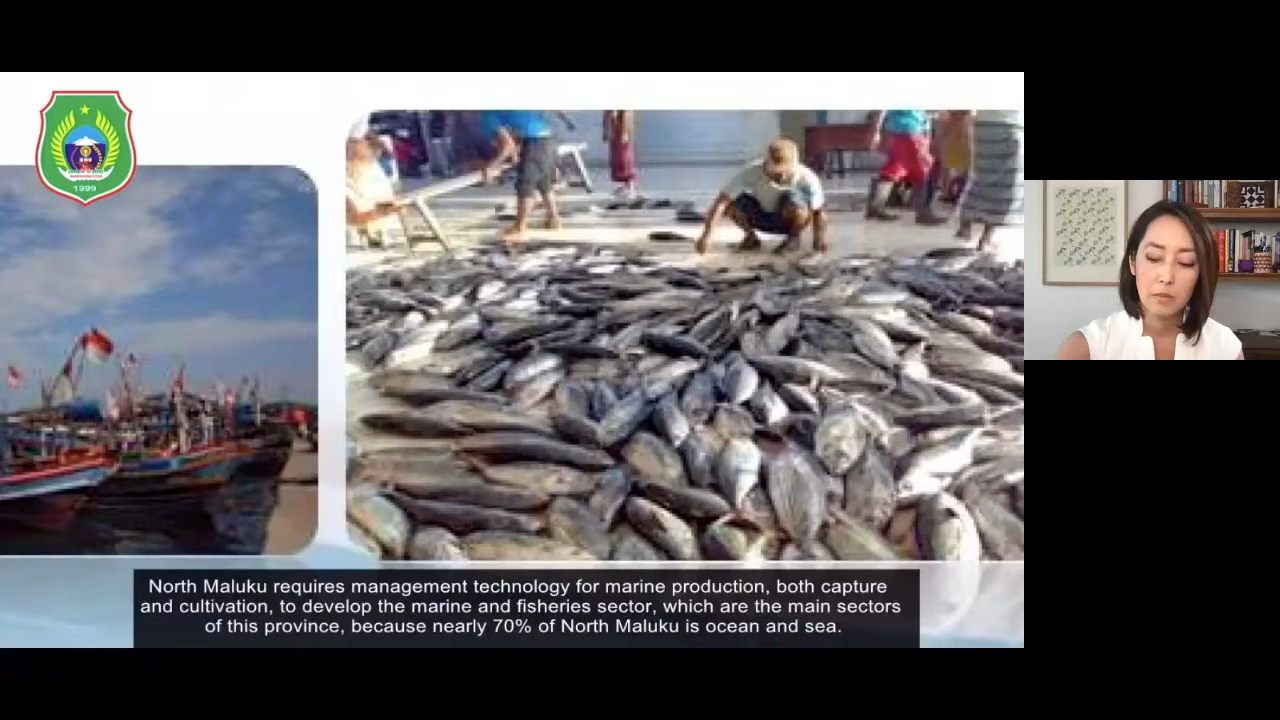 1999
North Maluku requires management technology for marine production, both capture
and cultivation, to develop the marine and fisheries sector, which are the main sectors
of this province, because nearly 70% of North Maluku is ocean and sea.